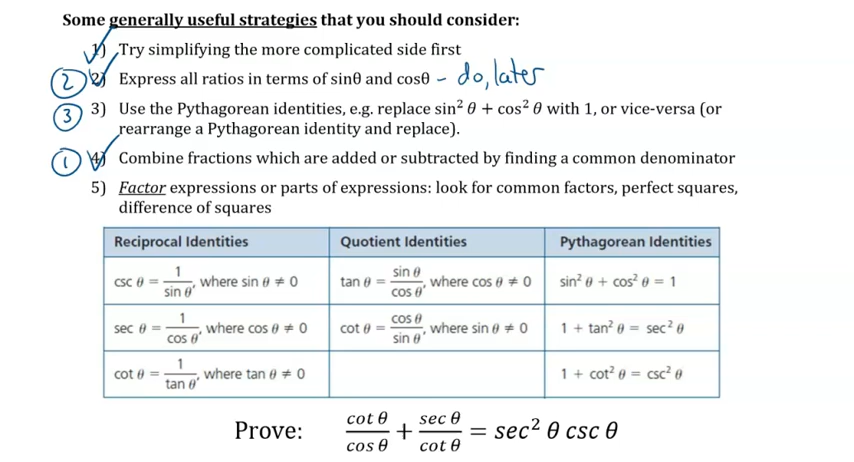 Some generally useful strategies that you should consider:
1) Try simplifying the more complicated side first
② 2) Express all ratios in terms of sinθ and cosθ – do, later
③ 3) Use the Pythagorean identities, e.g. replace sin² θ + cos² θ with 1, or vice-versa (or
rearrange a Pythagorean identity and replace).
① 4) Combine fractions which are added or subtracted by finding a common denominator
5) Factor expressions or parts of expressions: look for common factors, perfect squares,
difference of squares
Reciprocal Identities Quotient Identities Pythagorean Identities
csc θ = 1/sin θ, where sin θ ≠ 0 tan θ = sin θ/cos θ, where cos θ ≠ 0 sin² θ + cos² θ = 1
sec θ = 1/cos θ, where cos θ ≠ 0 cot θ = cos θ/sin θ, where sin θ ≠ 0 1 + tan² θ = sec² θ
cot θ = 1/tan θ, where tan θ ≠ 0 1 + cot² θ = csc² θ
Prove: cot θ/cos θ + sec θ/cot θ = sec² θ csc θ